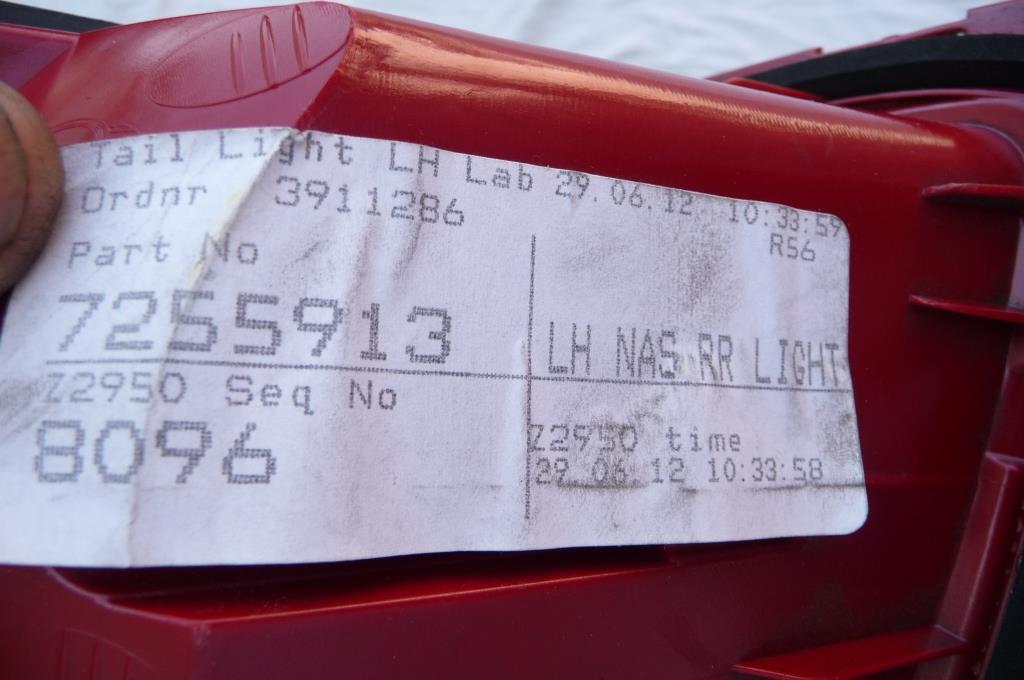 Tail Light LH Lab 29.06.12 10:33:59
Ordnr 3911286 R56
Part No
7255913
LH NAS RR LIGHT
Z2950 Seq No
8096
Z2950 time
29.06.12 10:33:58